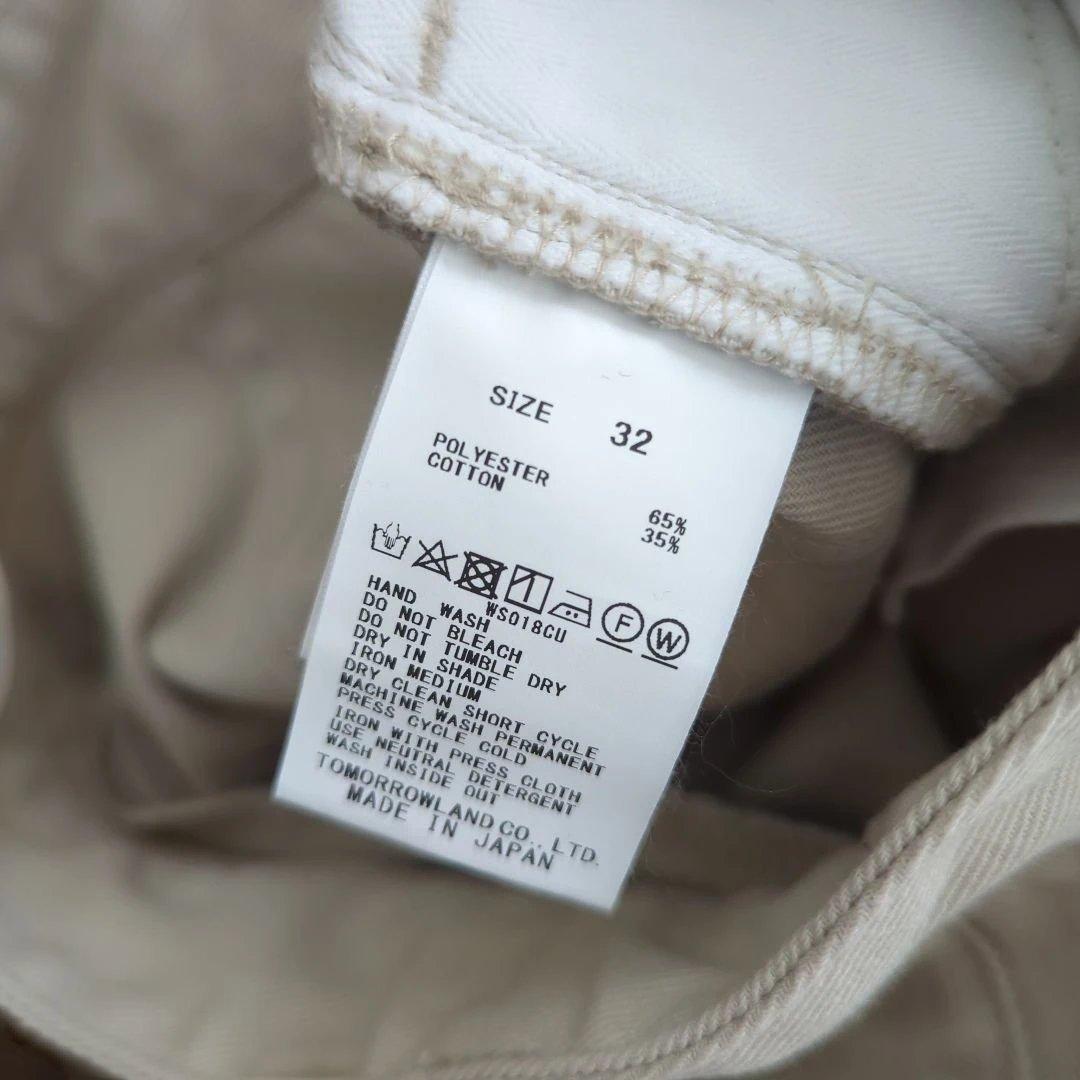 SIZE 32
POLYESTER 65%
COTTON 35%
F W
WS018CU
HAND WASH
DO NOT BLEACH
DO NOT TUMBLE DRY
DRY IN SHADE
IRON MEDIUM
DRY CLEAN SHORT CYCLE
MACHINE WASH PERMANENT
PRESS CYCLE COLD
IRON WITH PRESS CLOTH
USE NEUTRAL DETERGENT
WASH INSIDE OUT
TOMORROWLAND CO., LTD.
MADE IN JAPAN